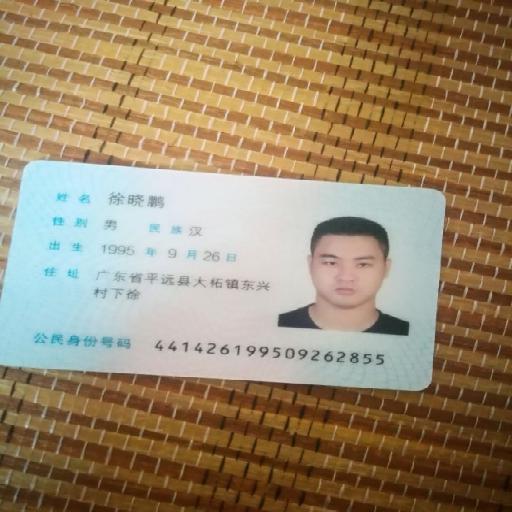 姓名 徐晓鹏
性别 男 民族 汉
出生 1995 年 9 月 26 日
住址 广东省平远县大柘镇东兴
村下徐
公民身份号码 441426199509262855